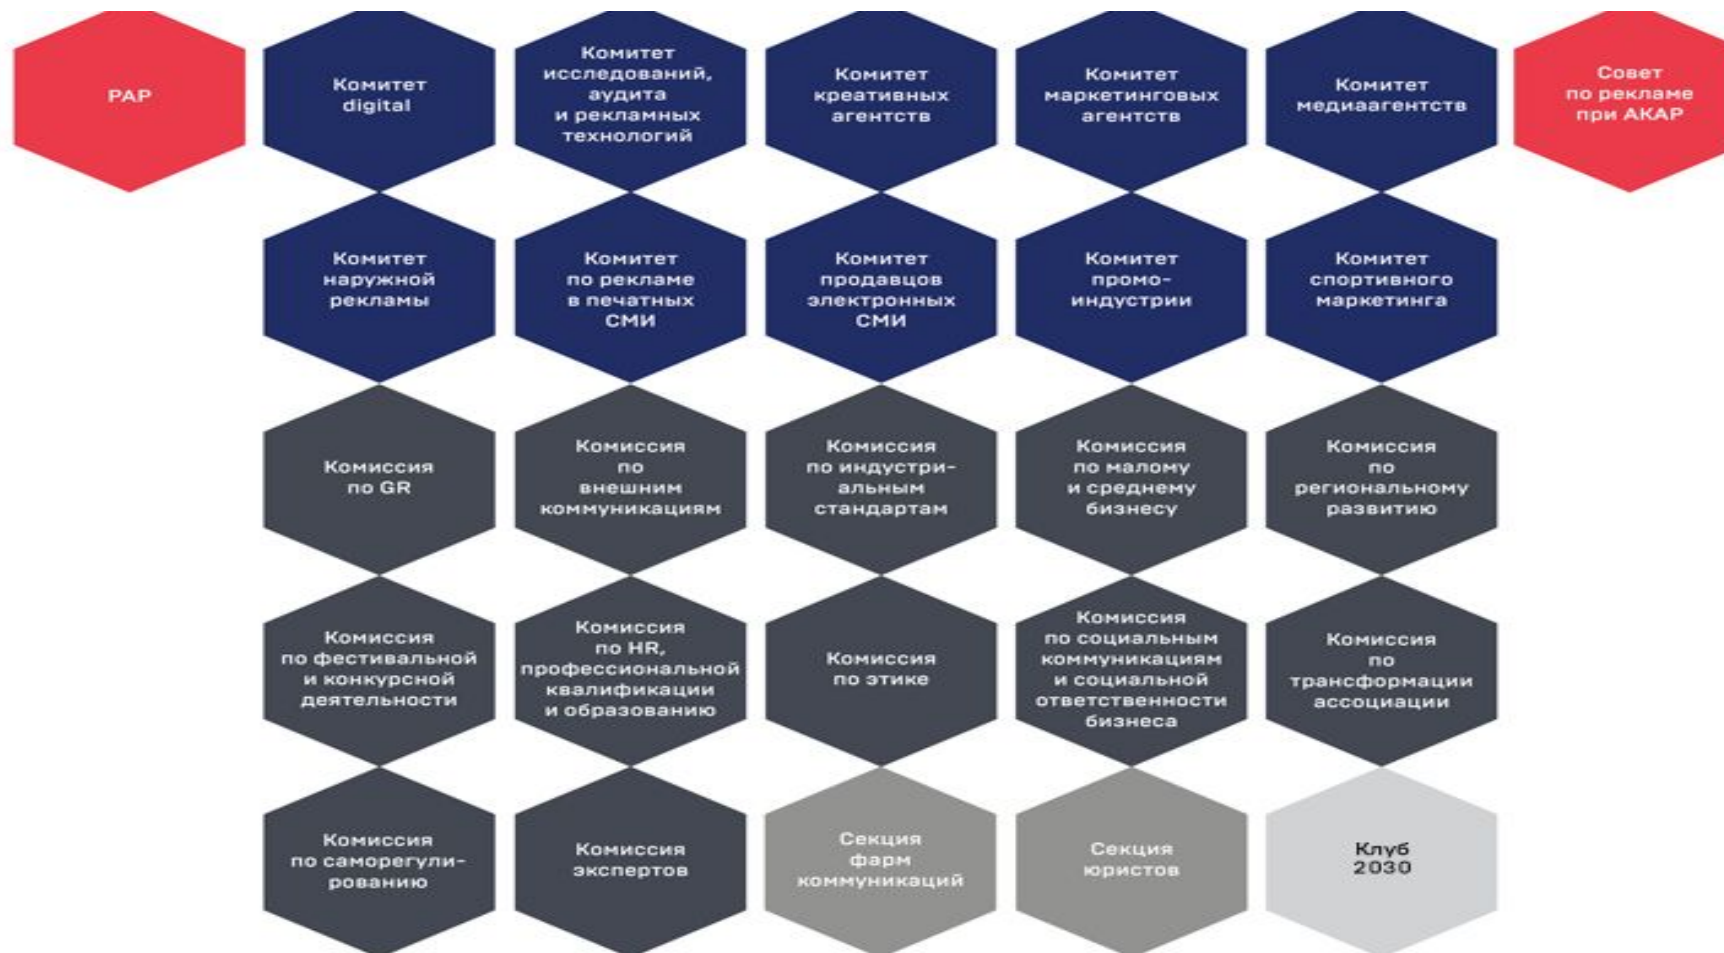 РАР
Комитет
digital
Комитет
исследований,
аудита
и рекламных
технологий
Комитет
креативных
агентств
Комитет
маркетинговых
агентств
Комитет
медиаагентств
Совет
по рекламе
при АКАР
Комитет
наружной
рекламы
Комитет
по рекламе
в печатных
СМИ
Комитет
продавцов
электронных
СМИ
Комитет
промо-
индустрии
Комитет
спортивного
маркетинга
Комиссия
по GR
Комиссия
по
внешним
коммуникациям
Комиссия
по индустри-
альным
стандартам
Комиссия
по малому
и среднему
бизнесу
Комиссия
по
региональному
развитию
Комиссия
по фестивальной
и конкурсной
деятельности
Комиссия
по HR,
профессиональной
квалификации
и образованию
Комиссия
по этике
Комиссия
по социальным
коммуникациям
и социальной
ответственности
бизнеса
Комиссия
по
трансформации
ассоциации
Комиссия
по саморегули-
рованию
Комиссия
экспертов
Секция
фарм
коммуникаций
Секция
юристов
Клуб
2030